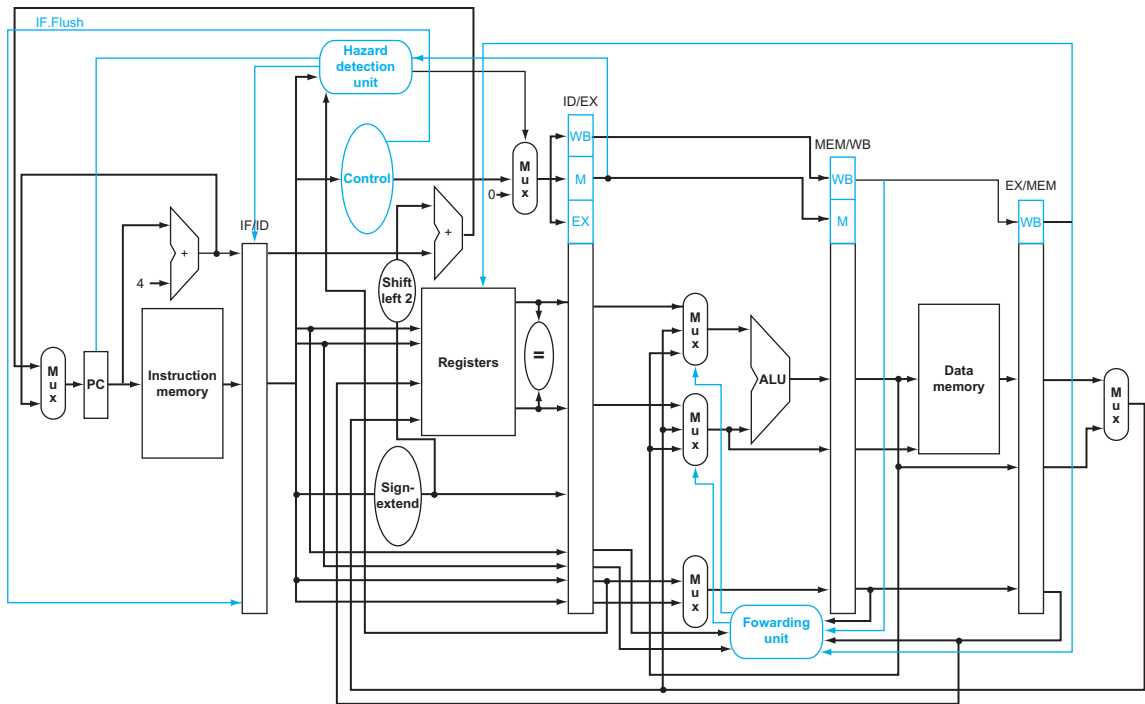 IF.Flush
Hazard
detection
unit
ID/EX
WB
M
EX
MEM/WB
WB
M
EX/MEM
WB
Control
M
u
x
0
IF/ID
+
+
4
Shift
left 2
M
u
x
PC
Instruction
memory
Registers
=
M
u
x
ALU
M
u
x
Data
memory
M
u
x
Sign-
extend
M
u
x
Fowarding
unit